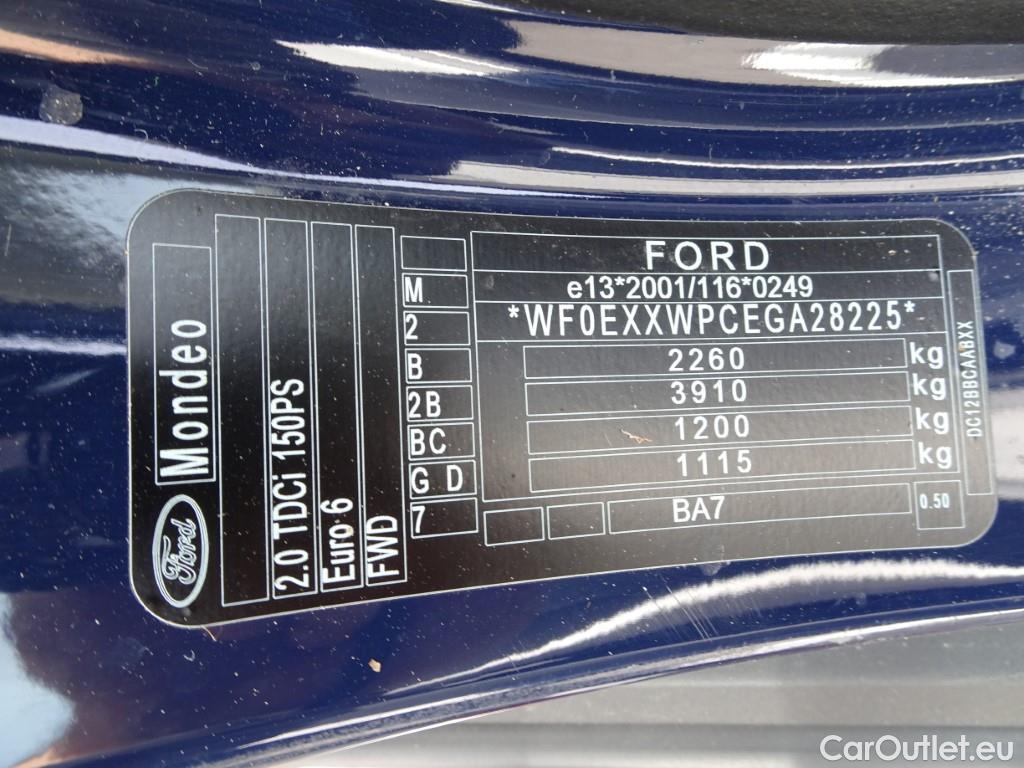 Ford
Mondeo
2.0 TDCi 150PS
Euro 6
FWD
M
2
B
2B
BC
G D
7
FORD
e13*2001/116*0249
*WF0EXXWPCEGA28225*
2260 kg
3910 kg
1200 kg
1115 kg
BA7
0.50
DC12BBCAABXX
CarOutlet.eu